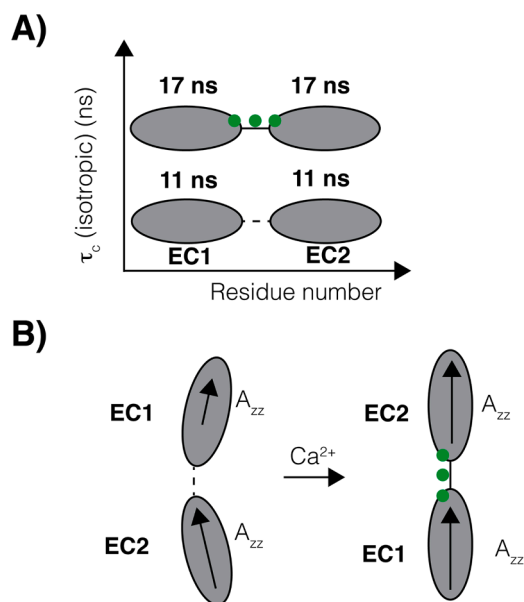 A)
17 ns 17 ns
11 ns 11 ns
EC1 EC2
τc (isotropic) (ns)
Residue number
B)
EC1 Azz
EC2 Azz
Ca2+
EC2 Azz
EC1 Azz